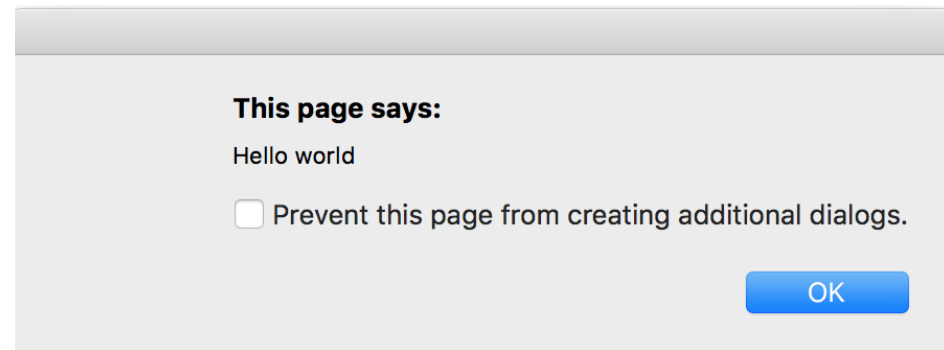 This page says:
Hello world
Prevent this page from creating additional dialogs.
OK